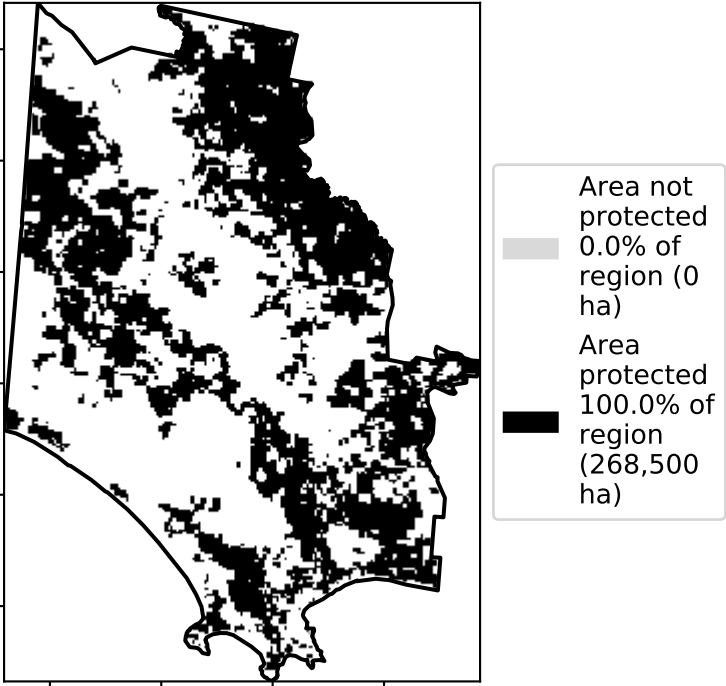 Area not
protected
0.0% of
region (0
ha)
Area
protected
100.0% of
region
(268,500
ha)